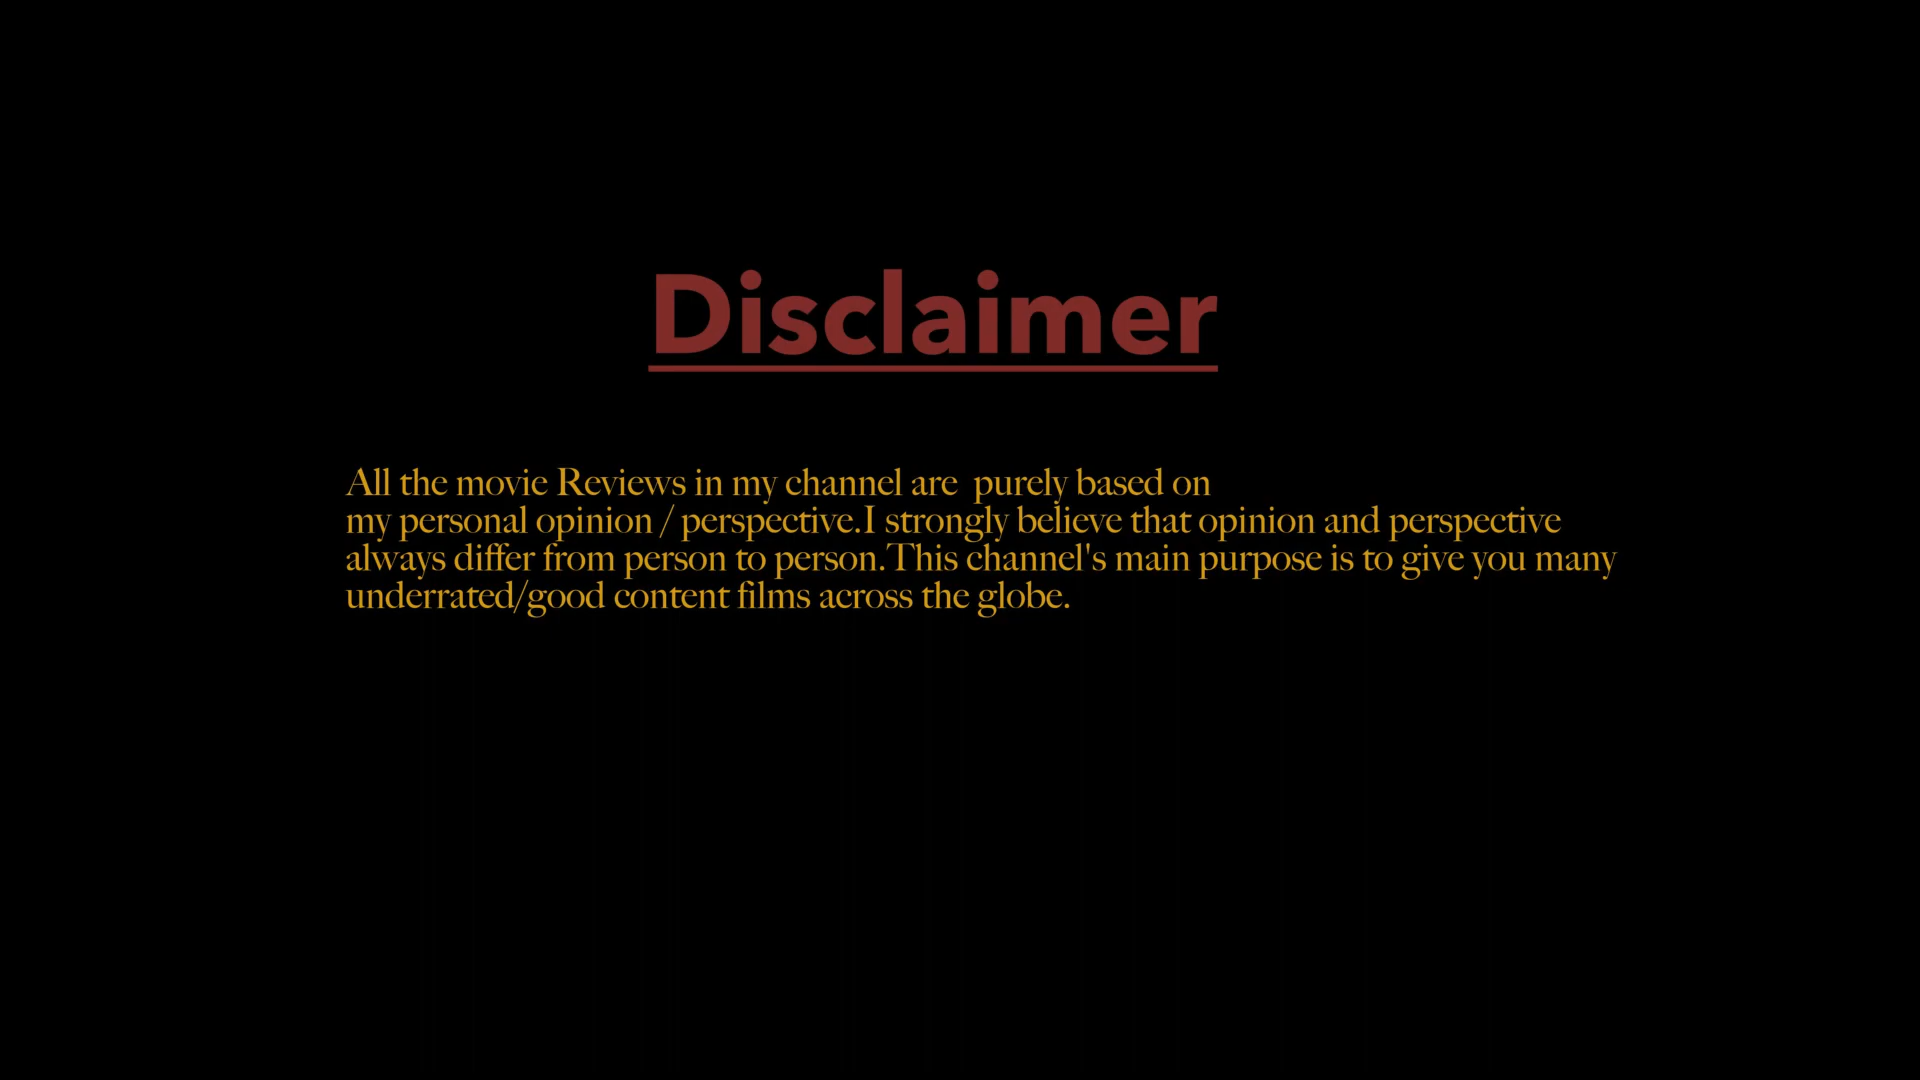 Disclaimer
All the movie Reviews in my channel are  purely based on
my personal opinion / perspective.I strongly believe that opinion and perspective
always differ from person to person.This channel's main purpose is to give you many
underrated/good content films across the globe.